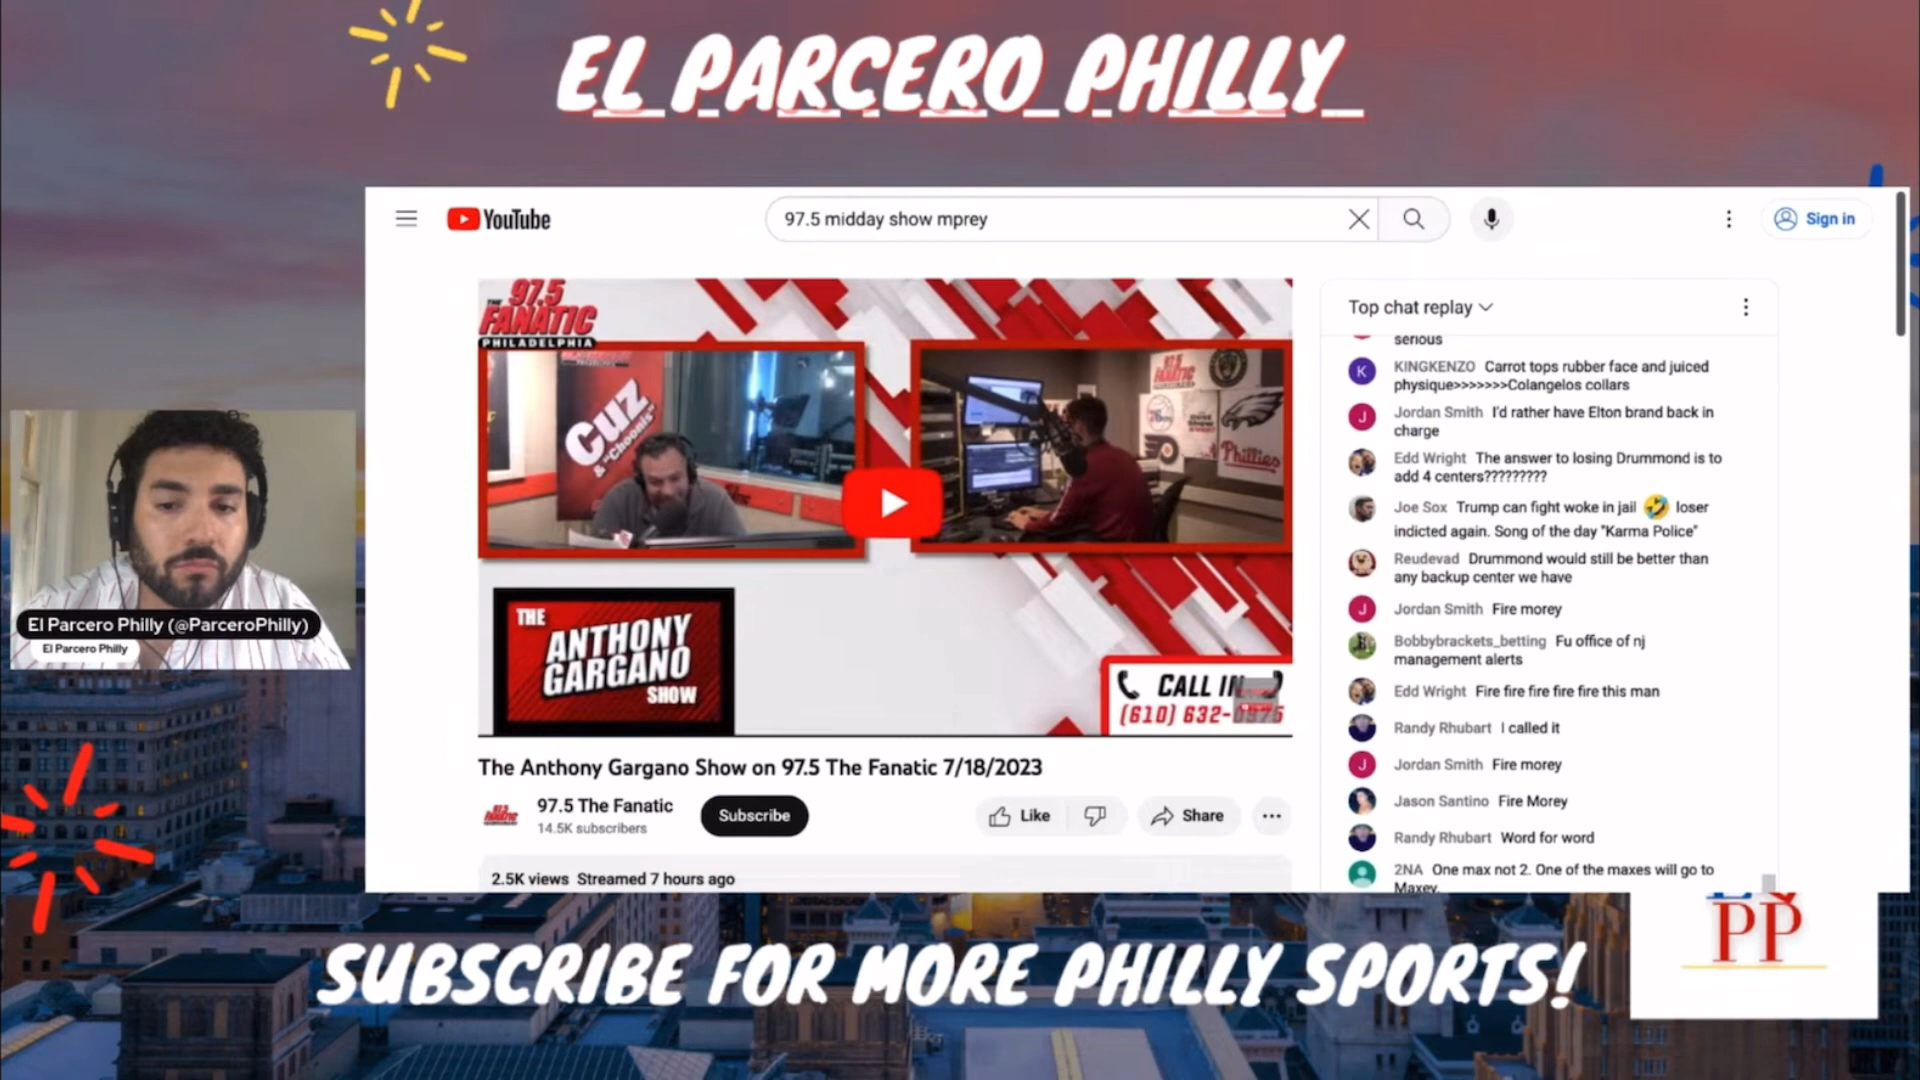 EL PARCERO PHILLY
YouTube
97.5 midday show mprey
Sign in
THE
97.5
FANATIC
PHILADELPHIA
Cuz
& "Choonis"
97.5
FANATIC
Phillies
THE
ANTHONY
GARGANO
SHOW
CALL IN
(610) 632-0975
Top chat replay
serious
KINGKENZO Carrot tops rubber face and juiced
physique>>>>>>>Colangelos collars
Jordan Smith I'd rather have Elton brand back in
charge
Edd Wright The answer to losing Drummond is to
add 4 centers?????????
Joe Sox Trump can fight woke in jail 🤣 loser
indicted again. Song of the day "Karma Police"
Reudevad Drummond would still be better than
any backup center we have
J
Jordan Smith Fire morey
Bobbybrackets_betting Fu office of nj
management alerts
Edd Wright Fire fire fire fire fire this man
Randy Rhubart I called it
J
Jordan Smith Fire morey
Jason Santino Fire Morey
Randy Rhubart Word for word
2NA One max not 2. One of the maxes will go to
Maxey.
El Parcero Philly (@ParceroPhilly)
El Parcero Philly
The Anthony Gargano Show on 97.5 The Fanatic 7/18/2023
97.5 The Fanatic
14.5K subscribers
Subscribe
Like
Share
2.5K views Streamed 7 hours ago
PP
SUBSCRIBE FOR MORE PHILLY SPORTS!